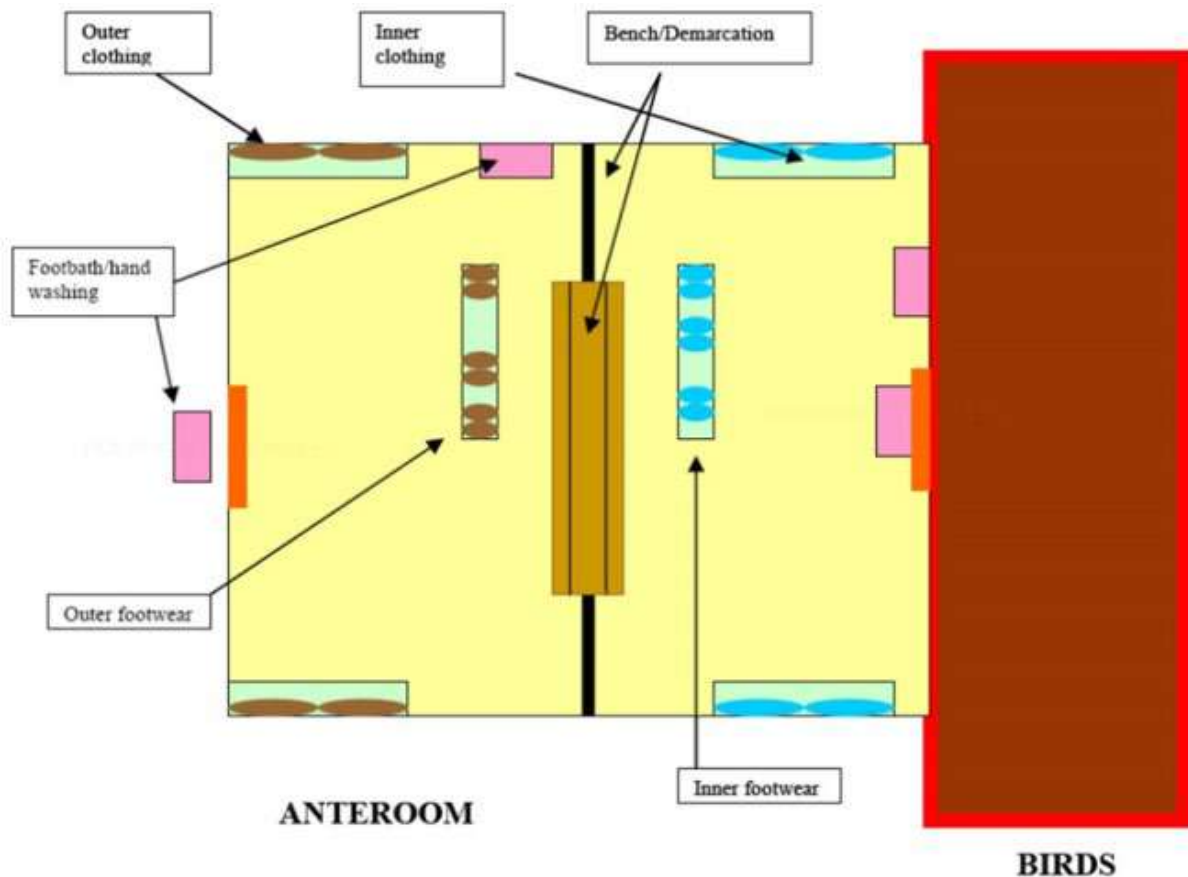 Outer
clothing
Inner
clothing
Bench/Demarcation
Footbath/hand
washing
Outer footwear
Inner footwear
ANTEROOM
BIRDS